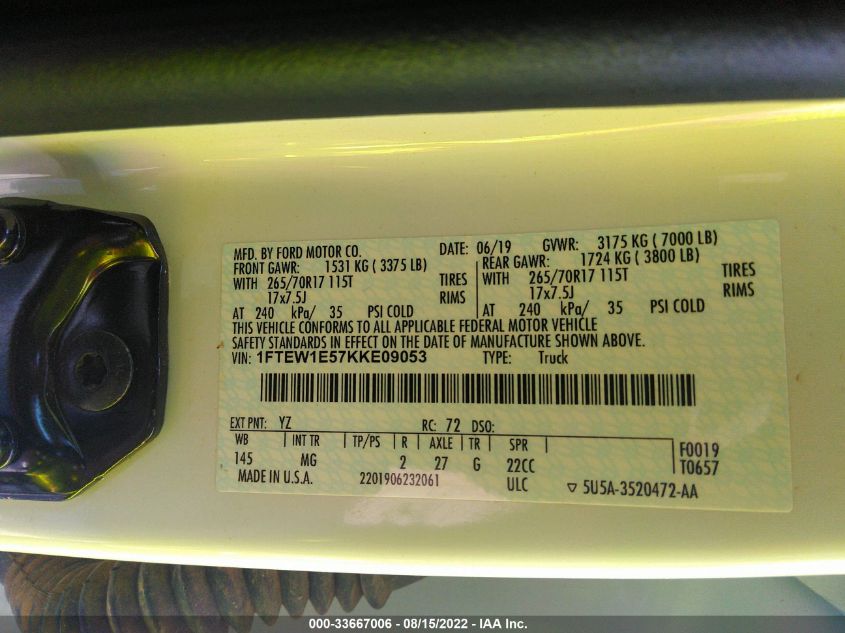 MFD. BY FORD MOTOR CO. DATE: 06/19 GVWR: 3175 KG ( 7000 LB)
FRONT GAWR: 1531 KG ( 3375 LB) REAR GAWR: 1724 KG ( 3800 LB)
WITH 265/70R17 115T TIRES WITH 265/70R17 115T TIRES
17x7.5J RIMS 17x7.5J RIMS
AT 240 kPa/ 35 PSI COLD AT 240 kPa/ 35 PSI COLD
THIS VEHICLE CONFORMS TO ALL APPLICABLE FEDERAL MOTOR VEHICLE
SAFETY STANDARDS IN EFFECT ON THE DATE OF MANUFACTURE SHOWN ABOVE.
VIN: 1FTEW1E57KKE09053 TYPE: Truck
EXT PNT: YZ RC: 72 DSO:
WB INT TR TP/PS R AXLE TR SPR F0019
145 MG 2 27 G 22CC T0657
MADE IN U.S.A. 2201906232061 ULC ▽ 5U5A-3520472-AA
000-33667006 - 08/15/2022 - IAA Inc.